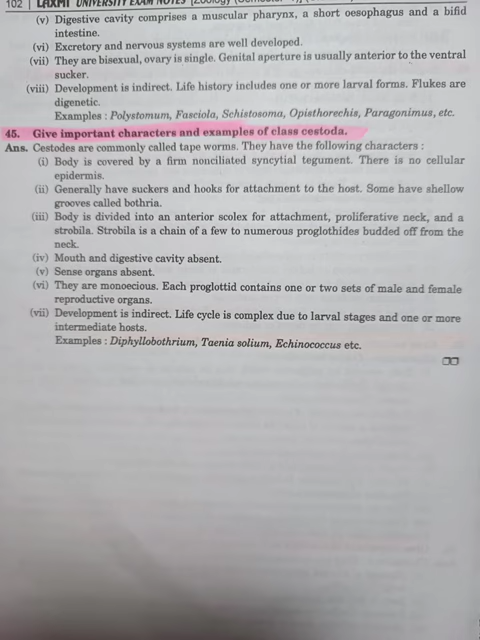 102 | LAXMI UNIVERSITY EXAM NOTES [Zoology (Semester
(v) Digestive cavity comprises a muscular pharynx, a short oesophagus and a bifid
intestine.
(vi) Excretory and nervous systems are well developed.
(vii) They are bisexual, ovary is single. Genital aperture is usually anterior to the ventral
sucker.
(viii) Development is indirect. Life history includes one or more larval forms. Flukes are
digenetic.
Examples : Polystomum, Fasciola, Schistosoma, Opisthorechis, Paragonimus, etc.
45. Give important characters and examples of class cestoda.
Ans. Cestodes are commonly called tape worms. They have the following characters :
(i) Body is covered by a firm nonciliated syncytial tegument. There is no cellular
epidermis.
(ii) Generally have suckers and hooks for attachment to the host. Some have shellow
grooves called bothria.
(iii) Body is divided into an anterior scolex for attachment, proliferative neck, and a
strobila. Strobila is a chain of a few to numerous proglothides budded off from the
neck.
(iv) Mouth and digestive cavity absent.
(v) Sense organs absent.
(vi) They are monoecious. Each proglottid contains one or two sets of male and female
reproductive organs.
(vii) Development is indirect. Life cycle is complex due to larval stages and one or more
intermediate hosts.
Examples : Diphyllobothrium, Taenia solium, Echinococcus etc.